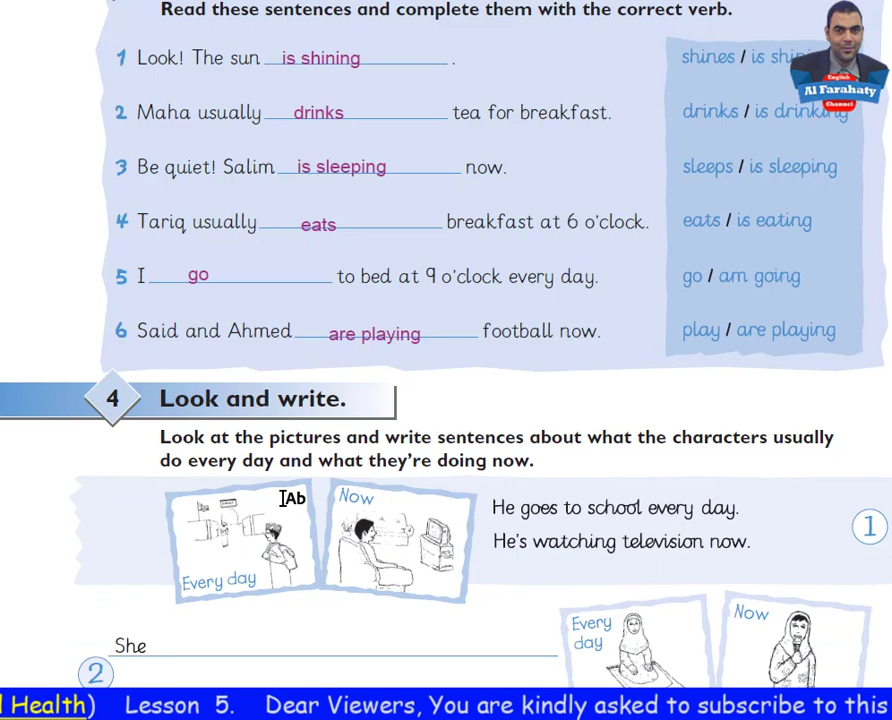 Read these sentences and complete them with the correct verb.
1 Look! The sun is shining . shines / is shining
2 Maha usually drinks tea for breakfast. drinks / is drinking
3 Be quiet! Salim is sleeping now. sleeps / is sleeping
4 Tariq usually eats breakfast at 6 o'clock. eats / is eating
5 I go to bed at 9 o'clock every day. go / am going
6 Said and Ahmed are playing football now. play / are playing
English
Al Farahaty
Channel
4 Look and write.
Look at the pictures and write sentences about what the characters usually
do every day and what they're doing now.
Ab
Every day
Now
He goes to school every day.
He's watching television now.
1
She
2
Every
day
Now
Health) Lesson 5. Dear Viewers, You are kindly asked to subscribe to this